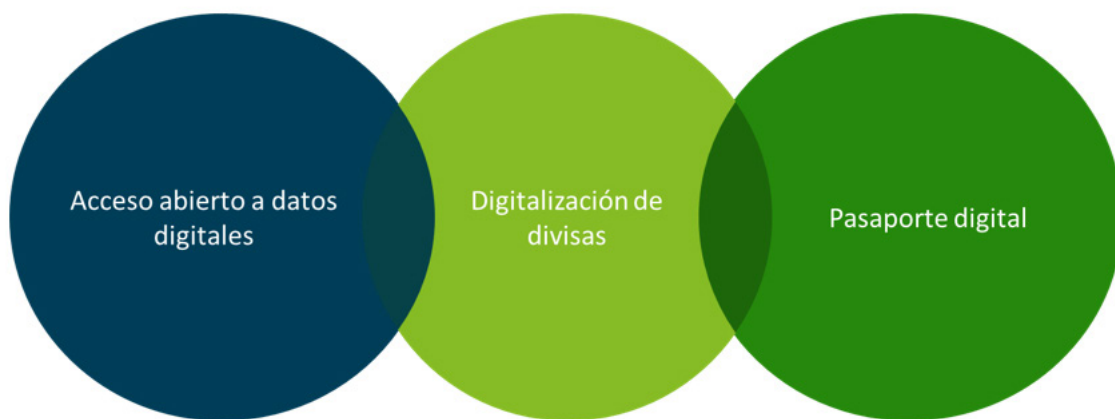 Acceso abierto a datos
digitales
Digitalización de
divisas
Pasaporte digital